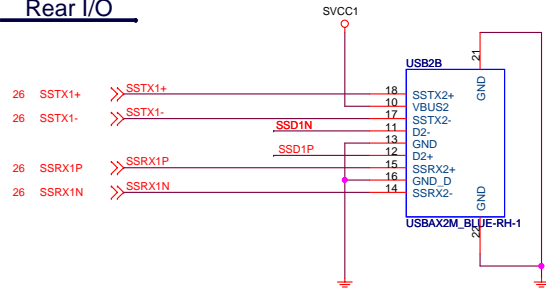 Rear I/O
SVCC1
USB2B
21
GND
26 SSTX1+ SSTX1+ 18 SSTX2+
10 VBUS2
26 SSTX1- SSTX1- 17 SSTX2-
SSD1N 11 D2-
13 GND
SSD1P 12 D2+
26 SSRX1P SSRX1P 15 SSRX2+
16 GND_D
26 SSRX1N SSRX1N 14 SSRX2-
GND
22
USBAX2M_BLUE-RH-1